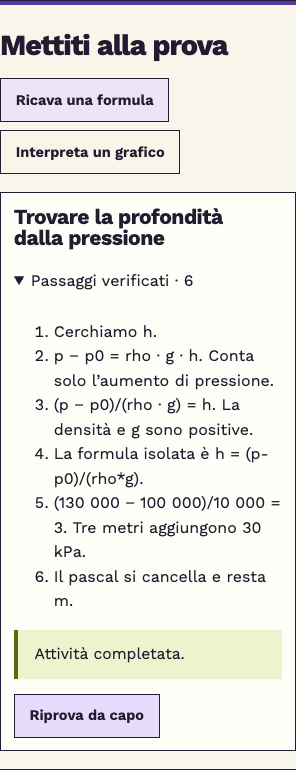 Mettiti alla prova
Ricava una formula
Interpreta un grafico
Trovare la profondità
dalla pressione
▼ Passaggi verificati · 6
1. Cerchiamo h.
2. p − p0 = rho · g · h. Conta
solo l’aumento di pressione.
3. (p − p0)/(rho · g) = h. La
densità e g sono positive.
4. La formula isolata è h = (p-
p0)/(rho*g).
5. (130 000 − 100 000)/10 000 =
3. Tre metri aggiungono 30
kPa.
6. Il pascal si cancella e resta
m.
Attività completata.
Riprova da capo